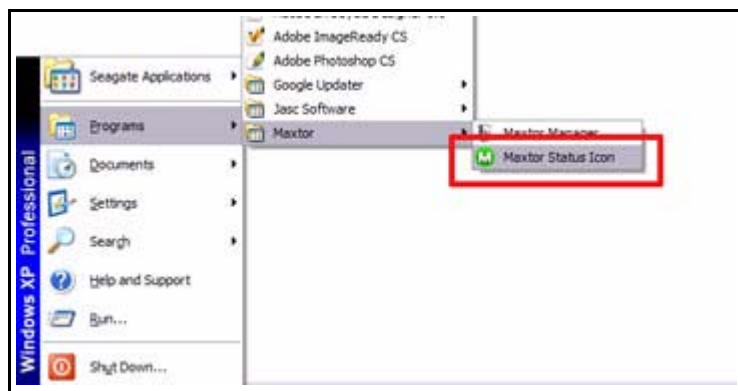 Adobe ImageReady CS
Adobe Photoshop CS
Seagate Applications
Google Updater
Jasc Software
Programs
Maxtor
Maxtor Manager
Maxtor Status Icon
Documents
Settings
Search
Help and Support
Run...
Shut Down...
Windows XP Professional